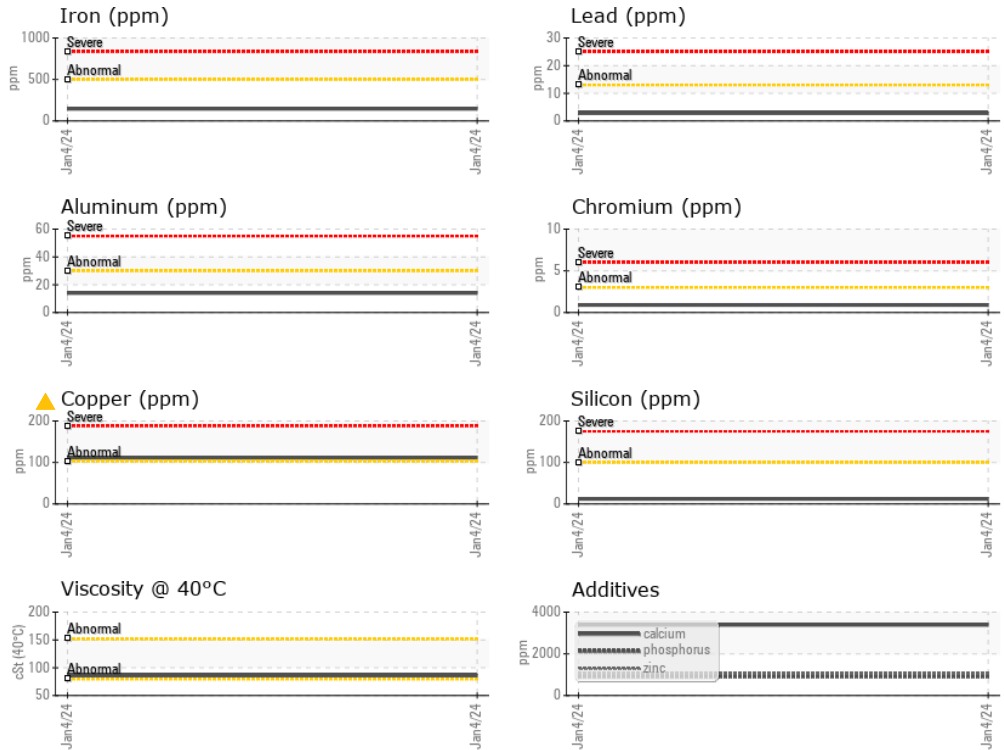 Iron (ppm)
1000
500
0
ppm
Severe
Abnormal
Jan4/24
Jan4/24
Lead (ppm)
30
20
10
0
ppm
Severe
Abnormal
Jan4/24
Jan4/24
Aluminum (ppm)
60
40
20
0
ppm
Severe
Abnormal
Jan4/24
Jan4/24
Chromium (ppm)
10
5
0
ppm
Severe
Abnormal
Jan4/24
Jan4/24
Copper (ppm)
200
100
0
ppm
Severe
Abnormal
Jan4/24
Jan4/24
Silicon (ppm)
200
100
0
ppm
Severe
Abnormal
Jan4/24
Jan4/24
Viscosity @ 40°C
200
150
100
50
cSt (40°C)
Abnormal
Abnormal
Jan4/24
Jan4/24
Additives
4000
2000
0
ppm
calcium
phosphorus
zinc
Jan4/24
Jan4/24